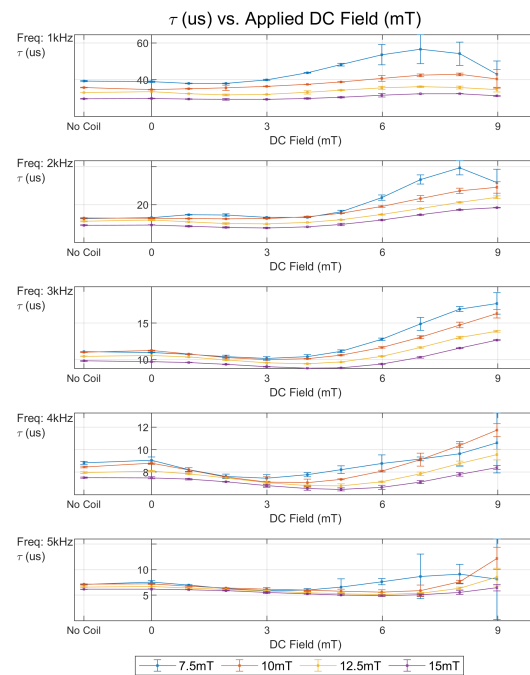 τ (us) vs. Applied DC Field (mT)
Freq: 1kHz
τ (us)
60
40
No Coil 0 3 6 9
DC Field (mT)
Freq: 2kHz
τ (us)
20
No Coil 0 3 6 9
DC Field (mT)
Freq: 3kHz
τ (us)
15
10
No Coil 0 3 6 9
DC Field (mT)
Freq: 4kHz
τ (us)
12
10
8
No Coil 0 3 6 9
DC Field (mT)
Freq: 5kHz
τ (us)
10
5
No Coil 0 3 6 9
DC Field (mT)
7.5mT 10mT 12.5mT 15mT